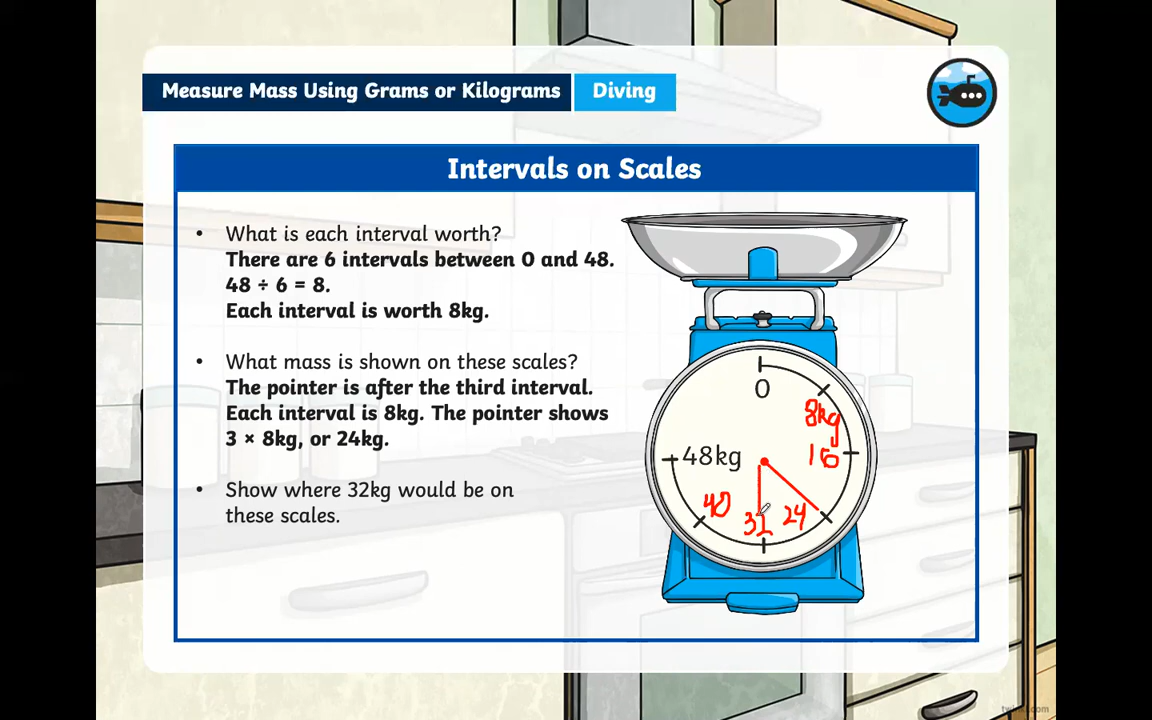 Measure Mass Using Grams or Kilograms
Diving
Intervals on Scales
• What is each interval worth?
There are 6 intervals between 0 and 48.
48 ÷ 6 = 8.
Each interval is worth 8kg.
• What mass is shown on these scales?
The pointer is after the third interval.
Each interval is 8kg. The pointer shows
3 × 8kg, or 24kg.
• Show where 32kg would be on
these scales.
0
8kg
16
24
32
40
48kg
twinkl.com